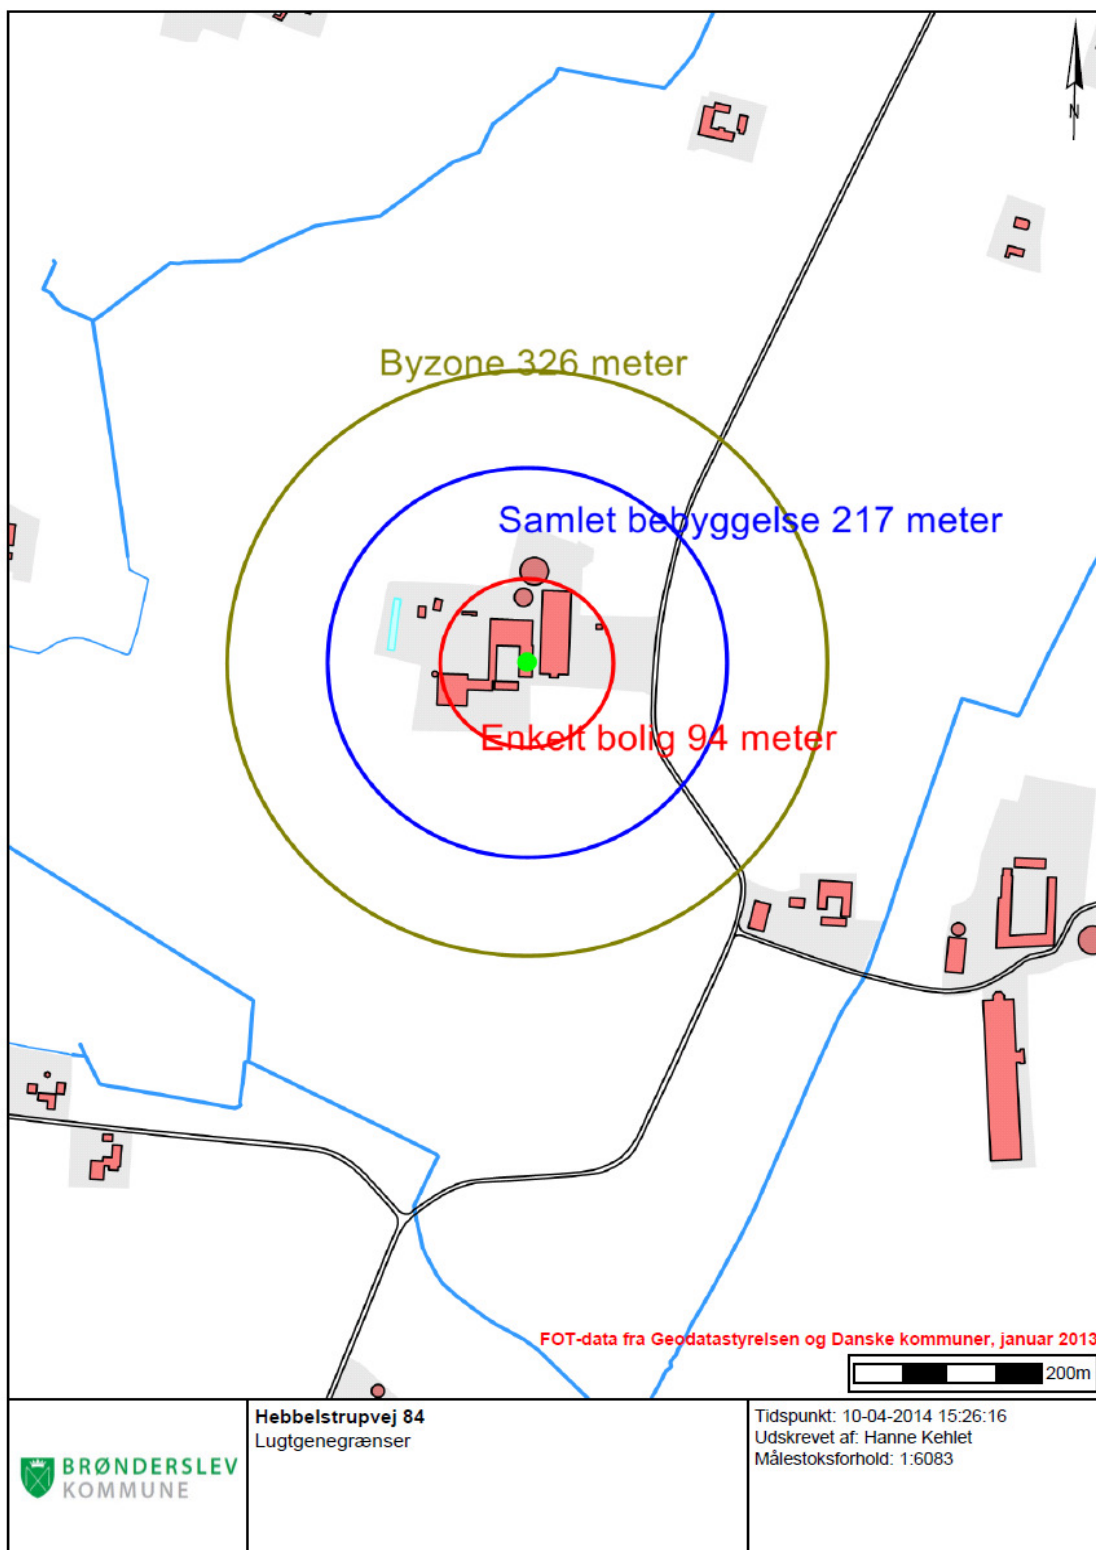 N
Byzone 326 meter
Samlet bebyggelse 217 meter
Enkelt bolig 94 meter
FOT-data fra Geodatastyrelsen og Danske kommuner, januar 2013
200m
BRØNDERSLEV
KOMMUNE
Hebbelstrupvej 84
Lugtgenegrænser
Tidspunkt: 10-04-2014 15:26:16
Udskrevet af: Hanne Kehlet
Målestoksforhold: 1:6083